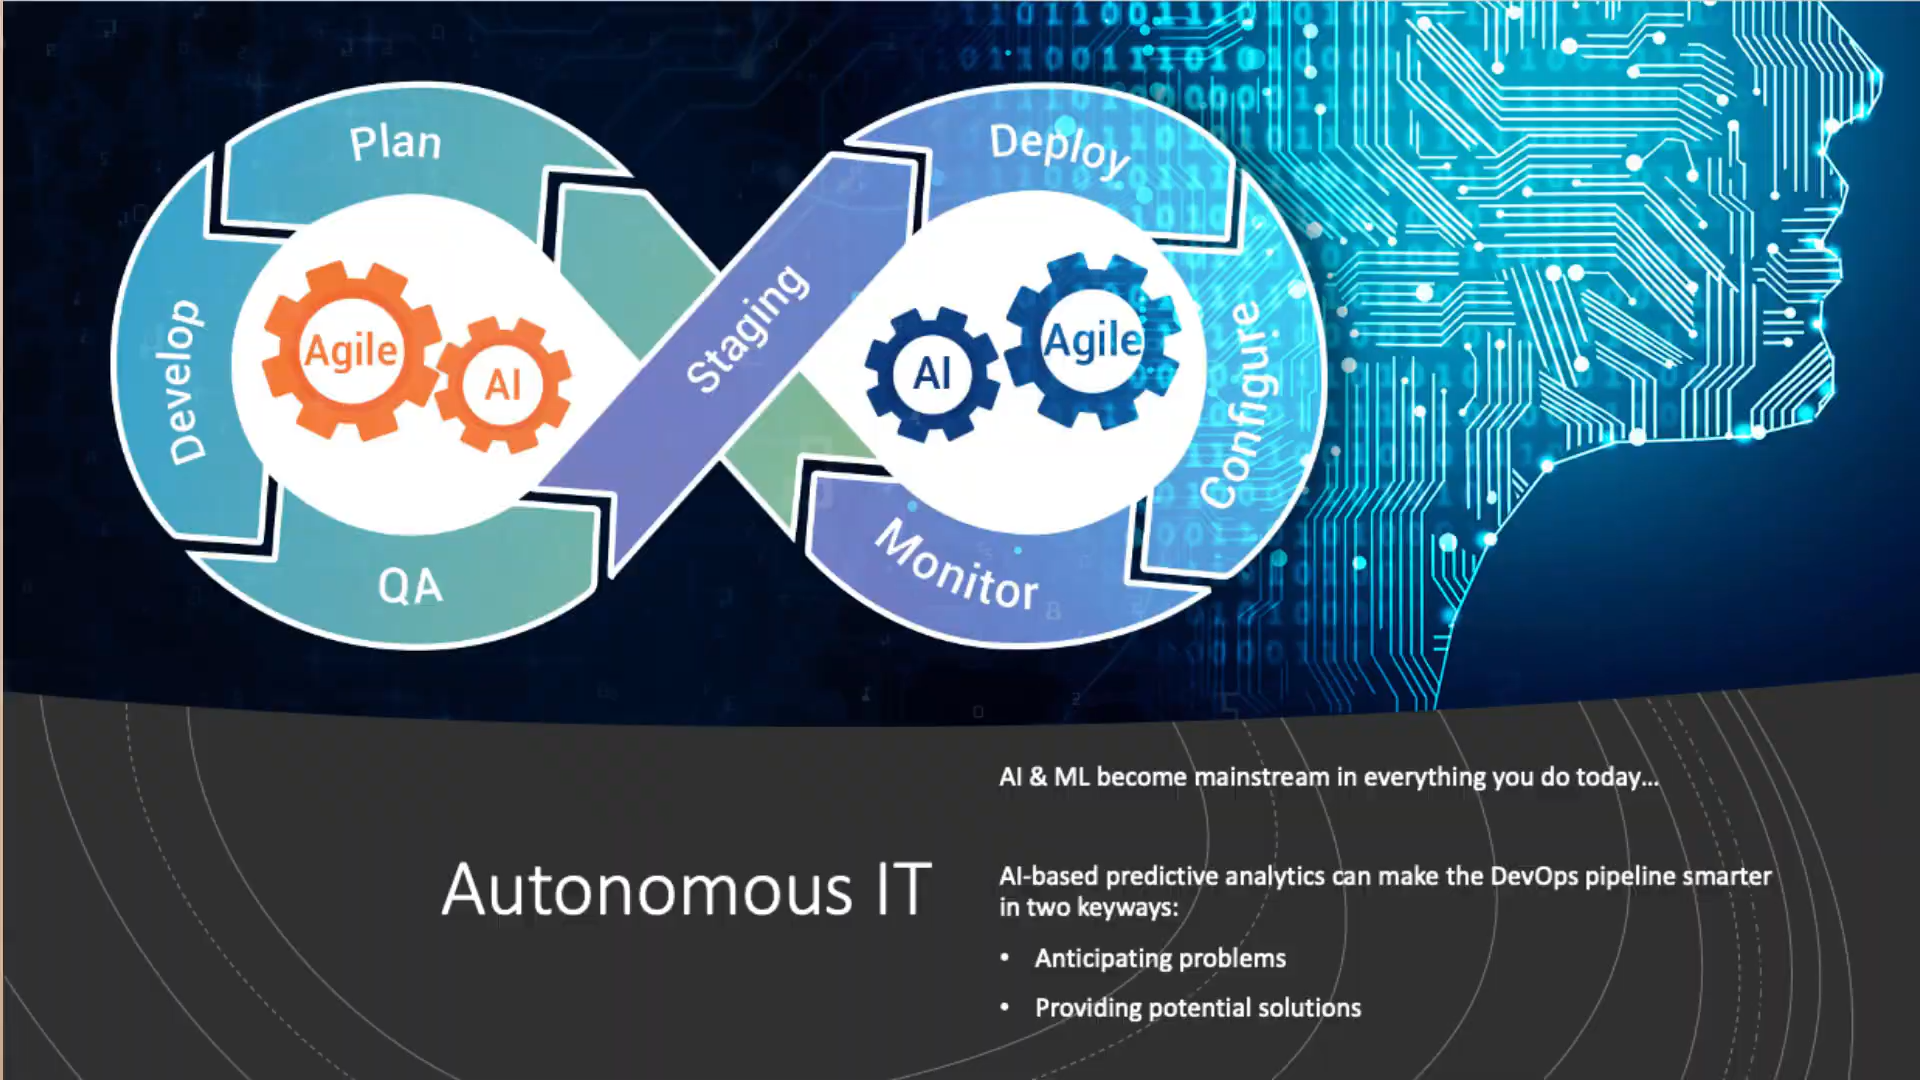 Plan
Develop
QA
Agile
AI
Staging
Deploy
Configure
Monitor
AI
Agile
Autonomous IT
AI & ML become mainstream in everything you do today...
AI-based predictive analytics can make the DevOps pipeline smarter
in two keyways:
• Anticipating problems
• Providing potential solutions